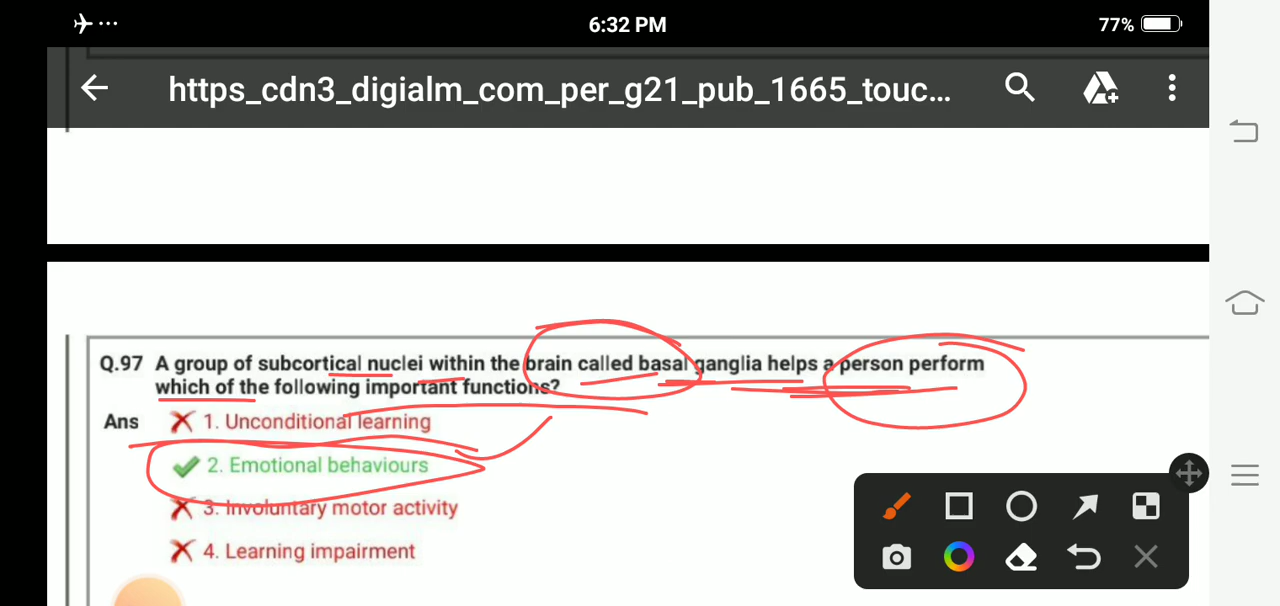 6:32 PM
77%
https_cdn3_digialm_com_per_g21_pub_1665_touc...
Q.97 A group of subcortical nuclei within the brain called basal ganglia helps a person perform
which of the following important functions?
Ans 1. Unconditional learning
2. Emotional behaviours
3. Involuntary motor activity
4. Learning impairment